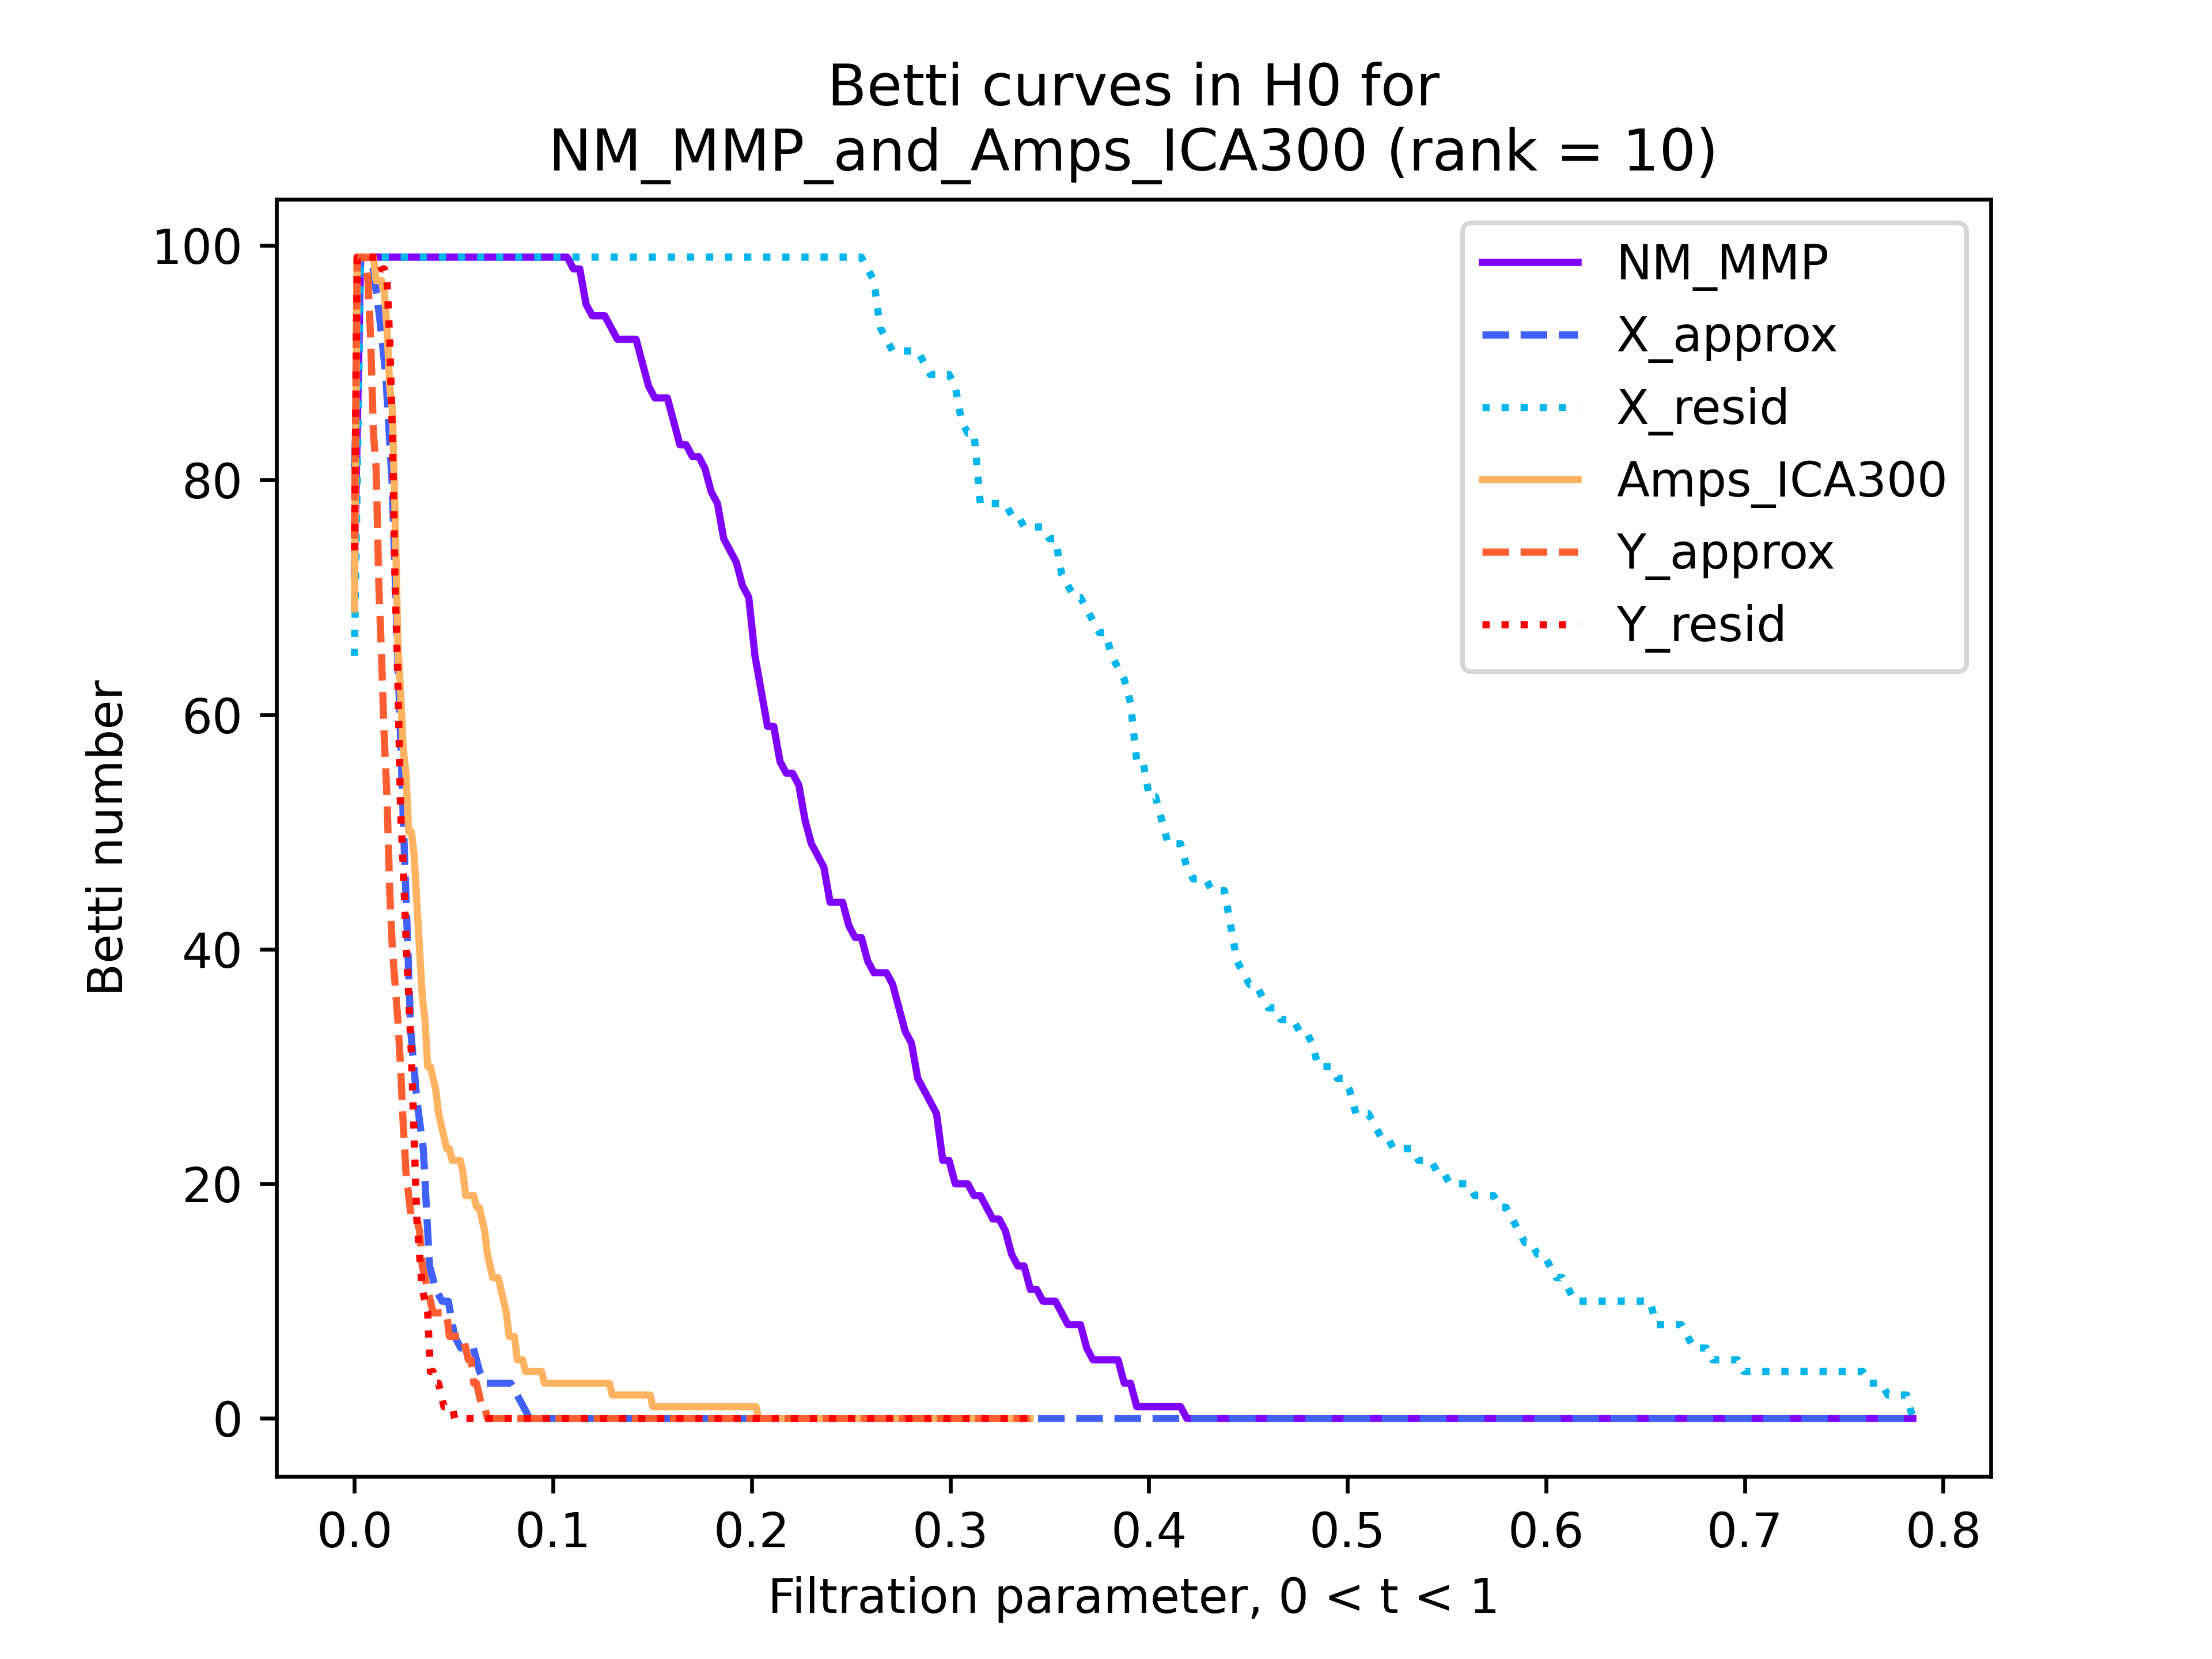 Betti curves in H0 for
NM_MMP_and_Amps_ICA300 (rank = 10)
100
80
60
40
20
0
Betti number
NM_MMP
X_approx
X_resid
Amps_ICA300
Y_approx
Y_resid
0.0 0.1 0.2 0.3 0.4 0.5 0.6 0.7 0.8
Filtration parameter, 0 < t < 1